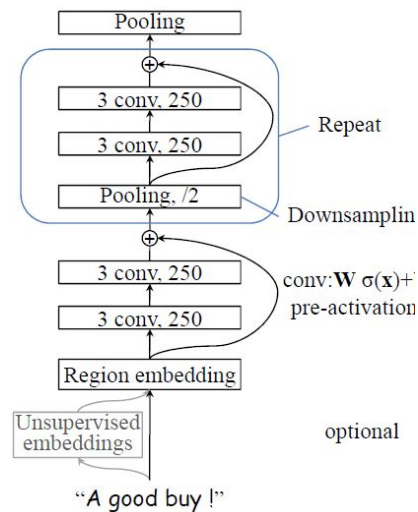 Pooling
3 conv, 250
3 conv, 250
Repeat
Pooling, /2
Downsamplin
3 conv, 250
conv:W σ(x)+
3 conv, 250
pre-activation
Region embedding
Unsupervised
embeddings
optional
“A good buy !”